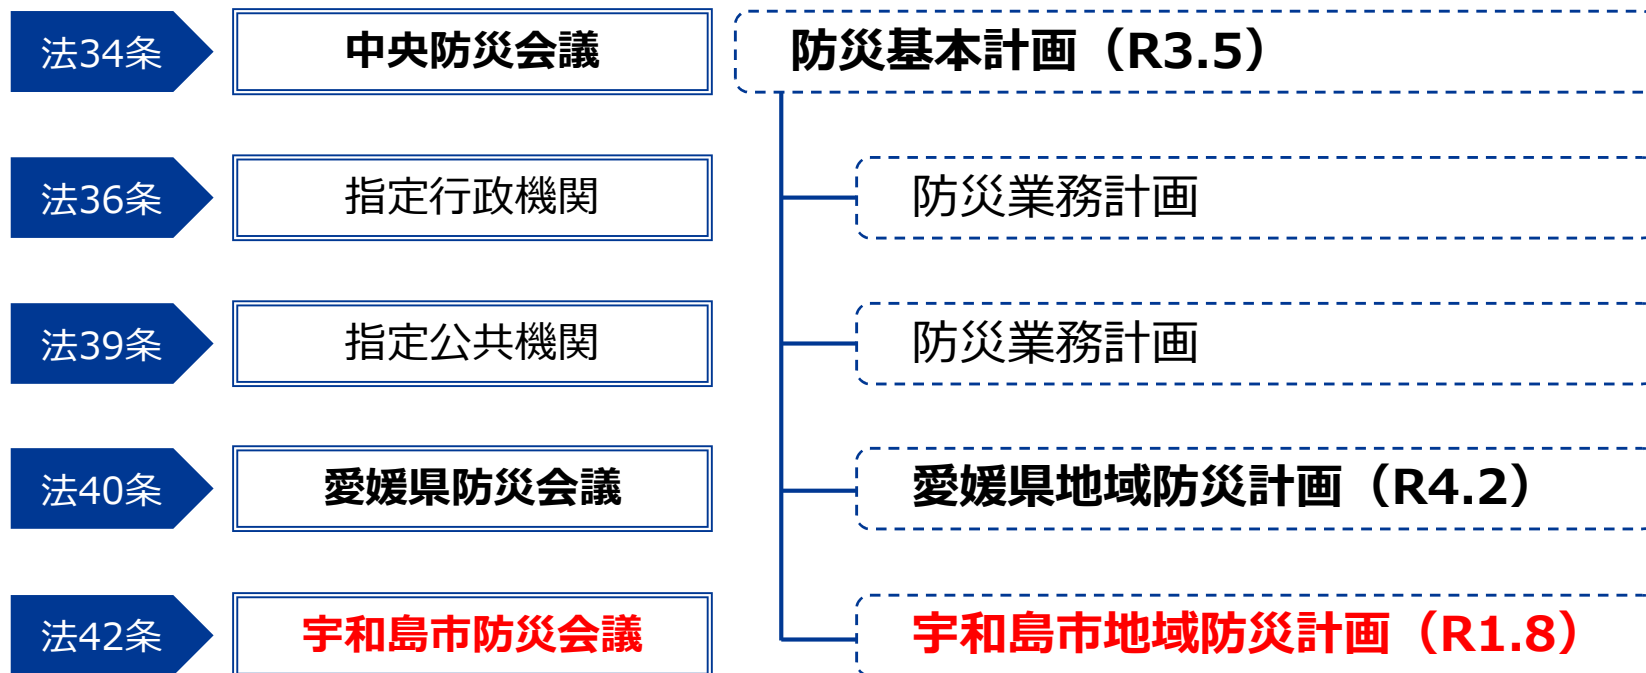 法34条 中央防災会議 防災基本計画（R3.5）
法36条 指定行政機関 防災業務計画
法39条 指定公共機関 防災業務計画
法40条 愛媛県防災会議 愛媛県地域防災計画（R4.2）
法42条 宇和島市防災会議 宇和島市地域防災計画（R1.8）